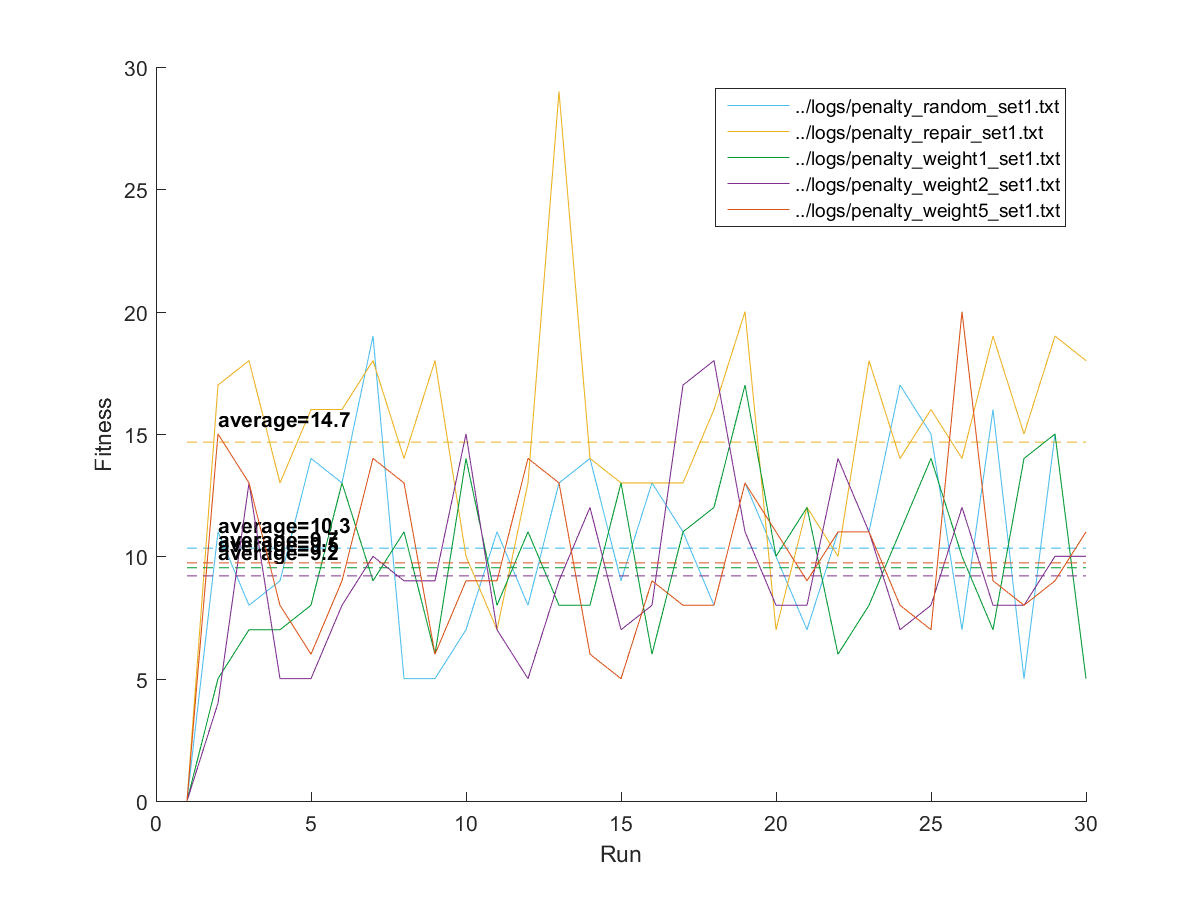 30
25
20
15
10
5
0
Fitness
0
5
10
15
20
25
30
Run
../logs/penalty_random_set1.txt
../logs/penalty_repair_set1.txt
../logs/penalty_weight1_set1.txt
../logs/penalty_weight2_set1.txt
../logs/penalty_weight5_set1.txt
average=14.7
average=10.3
average=9.2